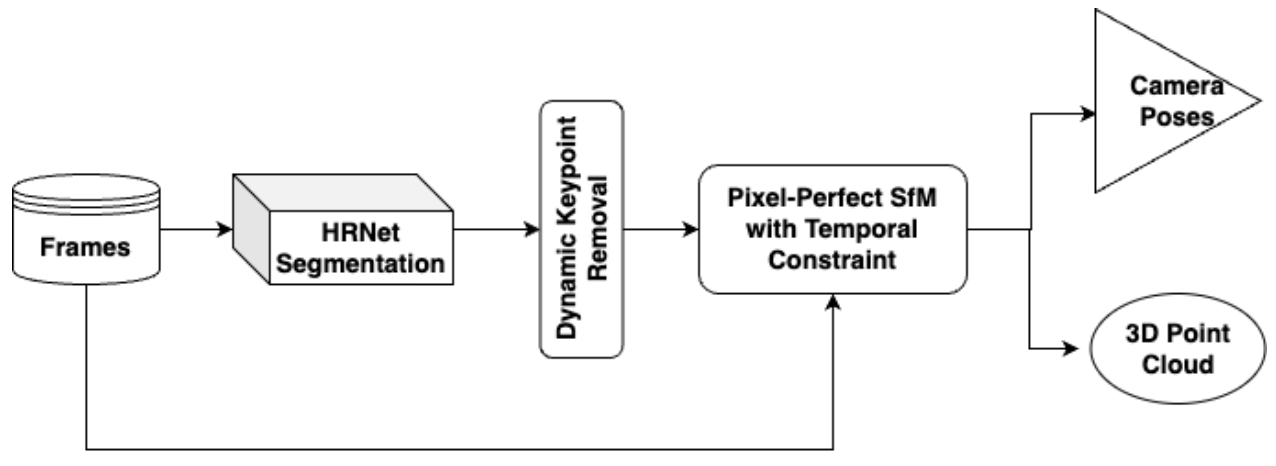 Frames
HRNet
Segmentation
Dynamic Keypoint
Removal
Pixel-Perfect SfM
with Temporal
Constraint
Camera
Poses
3D Point
Cloud